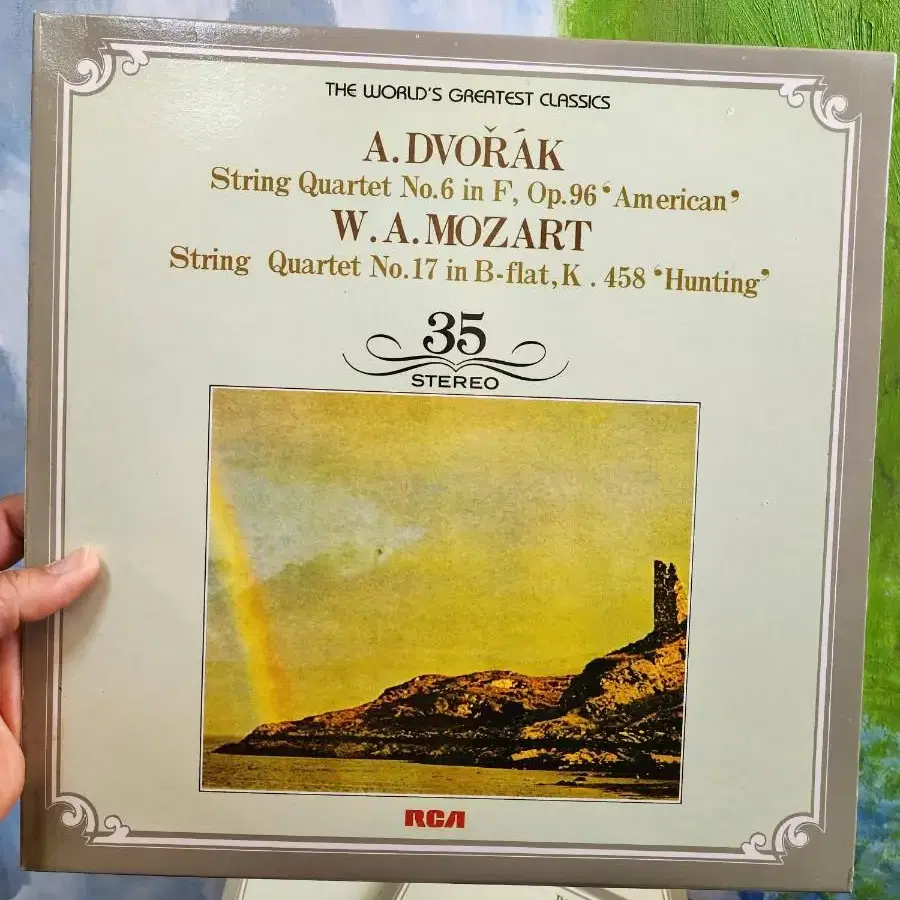 THE WORLD'S GREATEST CLASSICS
A.DVOŘÁK
String Quartet No.6 in F, Op.96 ‘American’
W.A.MOZART
String Quartet No.17 in B-flat, K . 458 ‘Hunting’
35
STEREO
RCA